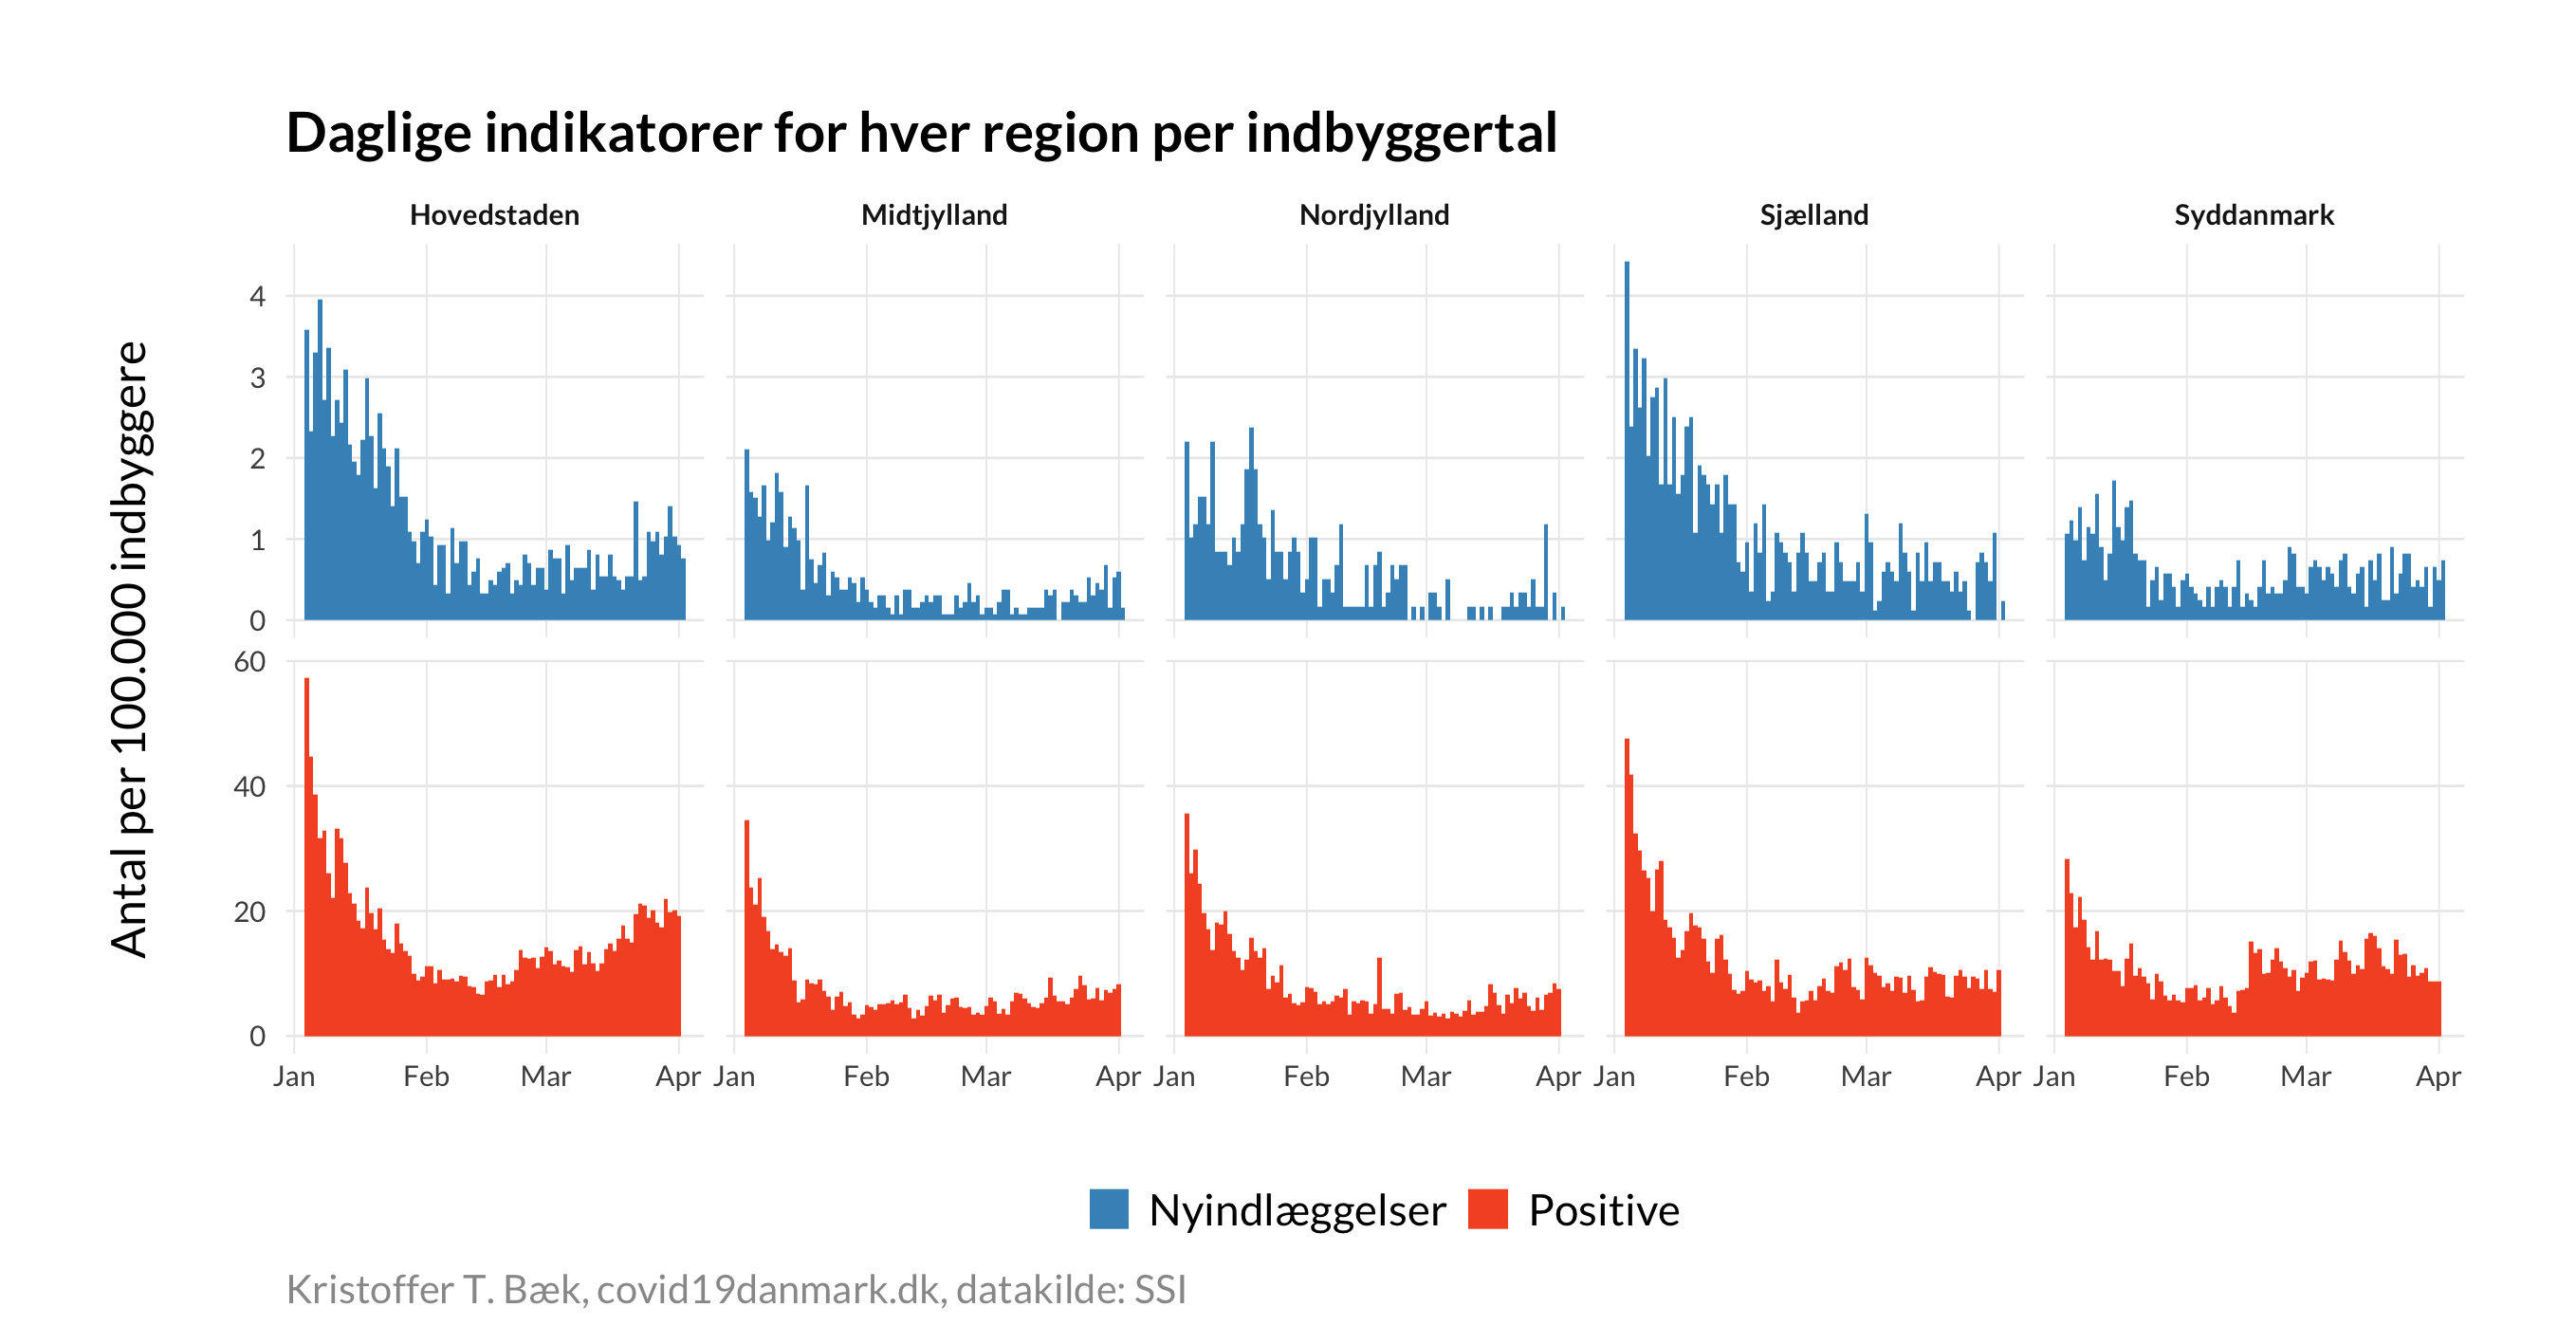 Daglige indikatorer for hver region per indbyggertal
Hovedstaden Midtjylland Nordjylland Sjælland Syddanmark
Antal per 100.000 indbyggere
4
3
2
1
0
60
40
20
0
Jan Feb Mar Apr Jan Feb Mar Apr Jan Feb Mar Apr Jan Feb Mar Apr Jan Feb Mar Apr
Nyindlæggelser Positive
Kristoffer T. Bæk, covid19danmark.dk, datakilde: SSI